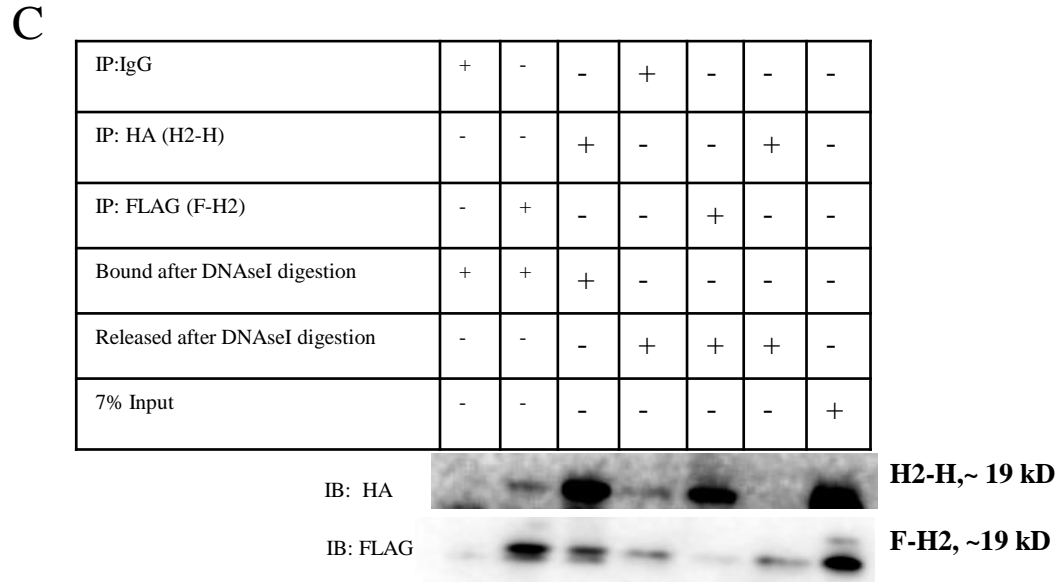 C
IP:IgG + - - + - - -
IP: HA (H2-H) - - + - - + -
IP: FLAG (F-H2) - + - - + - -
Bound after DNAseI digestion + + + - - - -
Released after DNAseI digestion - - - + + + -
7% Input - - - - - - +
IB: HA H2-H,~ 19 kD
IB: FLAG F-H2, ~19 kD